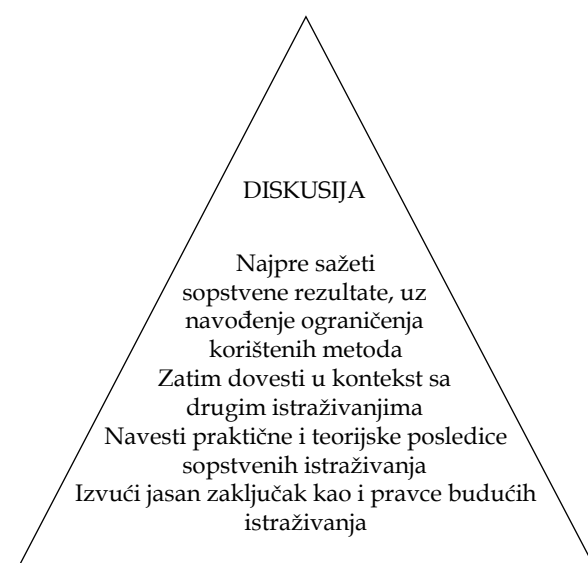 DISKUSIJA
Najpre sažeti
sopstvene rezultate, uz
navođenje ograničenja
korištenih metoda
Zatim dovesti u kontekst sa
drugim istraživanjima
Navesti praktične i teorijske posledice
sopstvenih istraživanja
Izvući jasan zaključak kao i pravce budućih
istraživanja